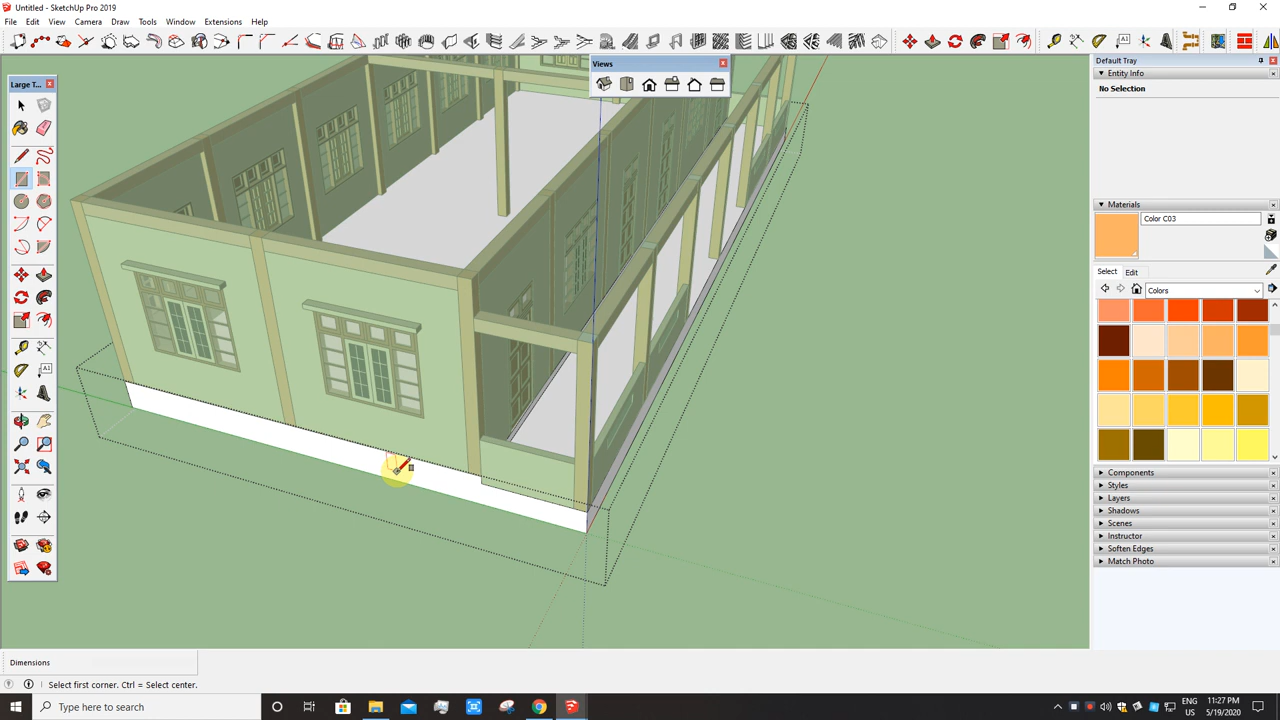 Untitled - SketchUp Pro 2019
File Edit View Camera Draw Tools Window Extensions Help
Large T...
Views
Default Tray
Entity Info
No Selection
Materials
Color C03
Select Edit
Colors
Components
Styles
Layers
Shadows
Scenes
Instructor
Soften Edges
Match Photo
Dimensions
Select first corner. Ctrl = Select center.
Type here to search
ENG
US
11:27 PM
5/19/2020